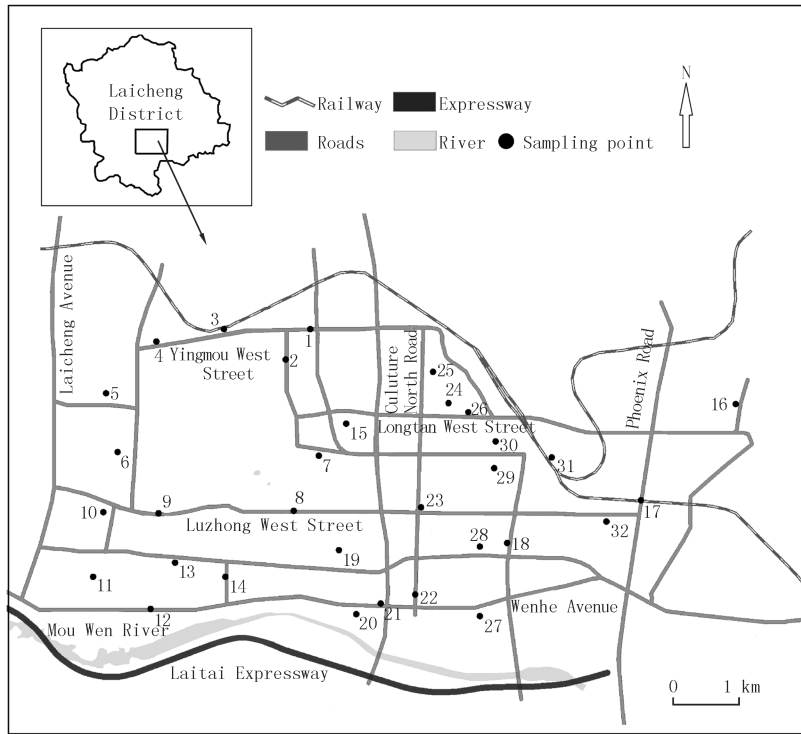 Laicheng
District
Railway
Expressway
Roads
River
Sampling point
N
Laicheng Avenue
3
4
Yingmou West
Street
2
1
Culuture
North Road
25
24
26
Longtan West Street
Phoenix Road
16
5
15
6
7
30
29
31
10
9
8
Luzhong West Street
23
17
32
28
18
19
13
11
14
12
22
21
20
27
Wenhe Avenue
Mou Wen River
Laitai Expressway
0 1 km